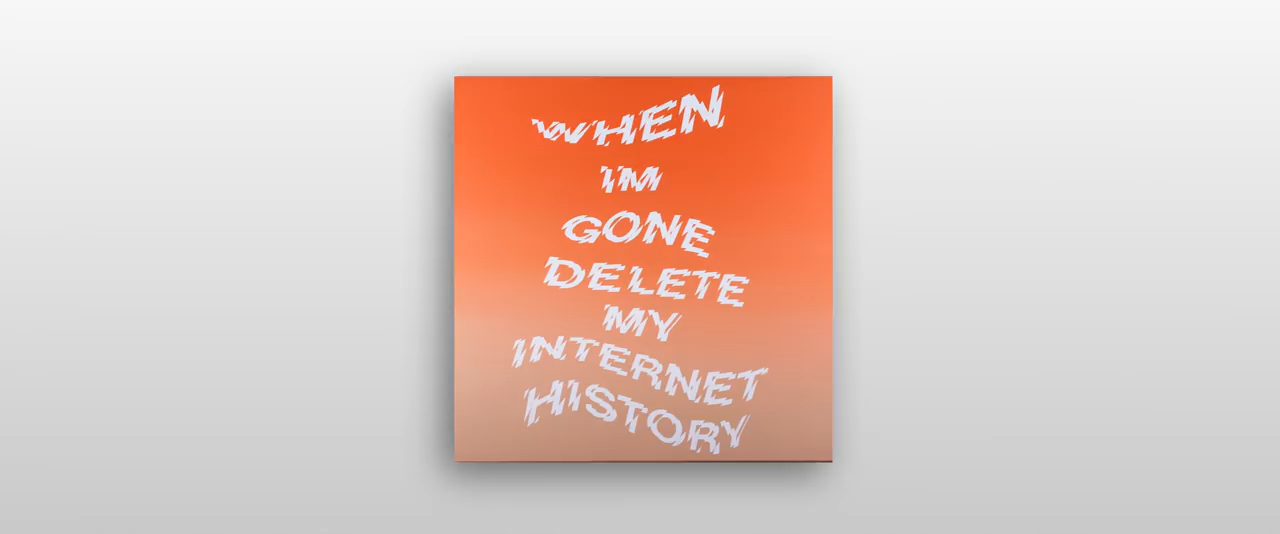 WHEN
I'M
GONE
DELETE
MY
INTERNET
HISTORY